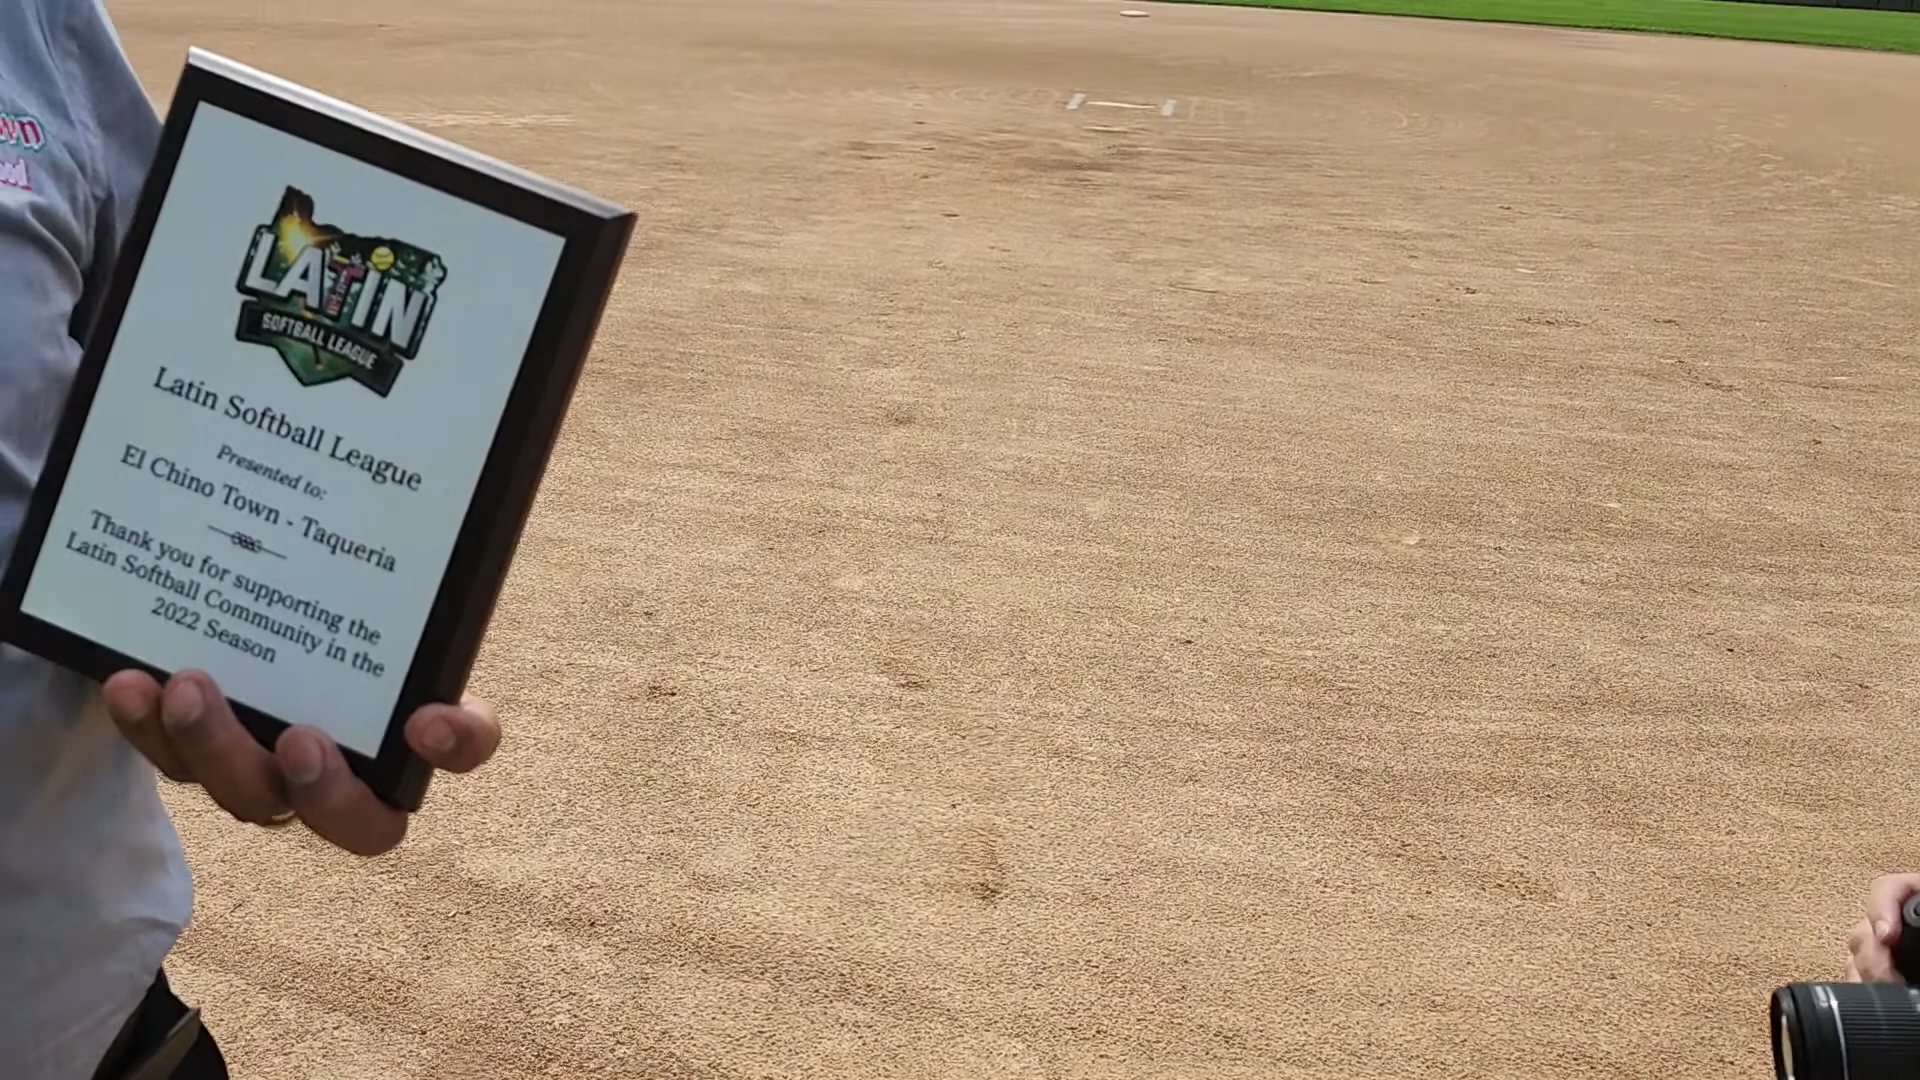 LATIN
SOFTBALL LEAGUE
Latin Softball League
Presented to:
El Chino Town - Taqueria
Thank you for supporting the
Latin Softball Community in the
2022 Season